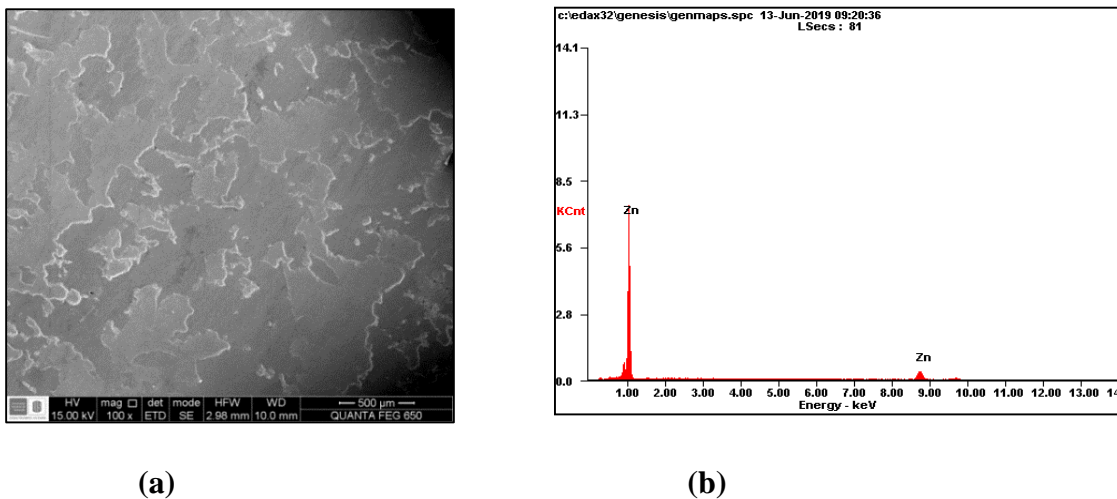 HV mag det mode HFW WD
15.00 kV 100 x ETD SE 2.98 mm 10.0 mm
500 µm
QUANTA FEG 650
(a)
c:\edax32\genesis\genmaps.spc 13-Jun-2019 09:20:36
LSecs : 81
14.1
11.3
8.5
KCnt
5.6
2.8
0.0
Zn
Zn
1.00 2.00 3.00 4.00 5.00 6.00 7.00 8.00 9.00 10.00 11.00 12.00 13.00 14
Energy - keV
(b)